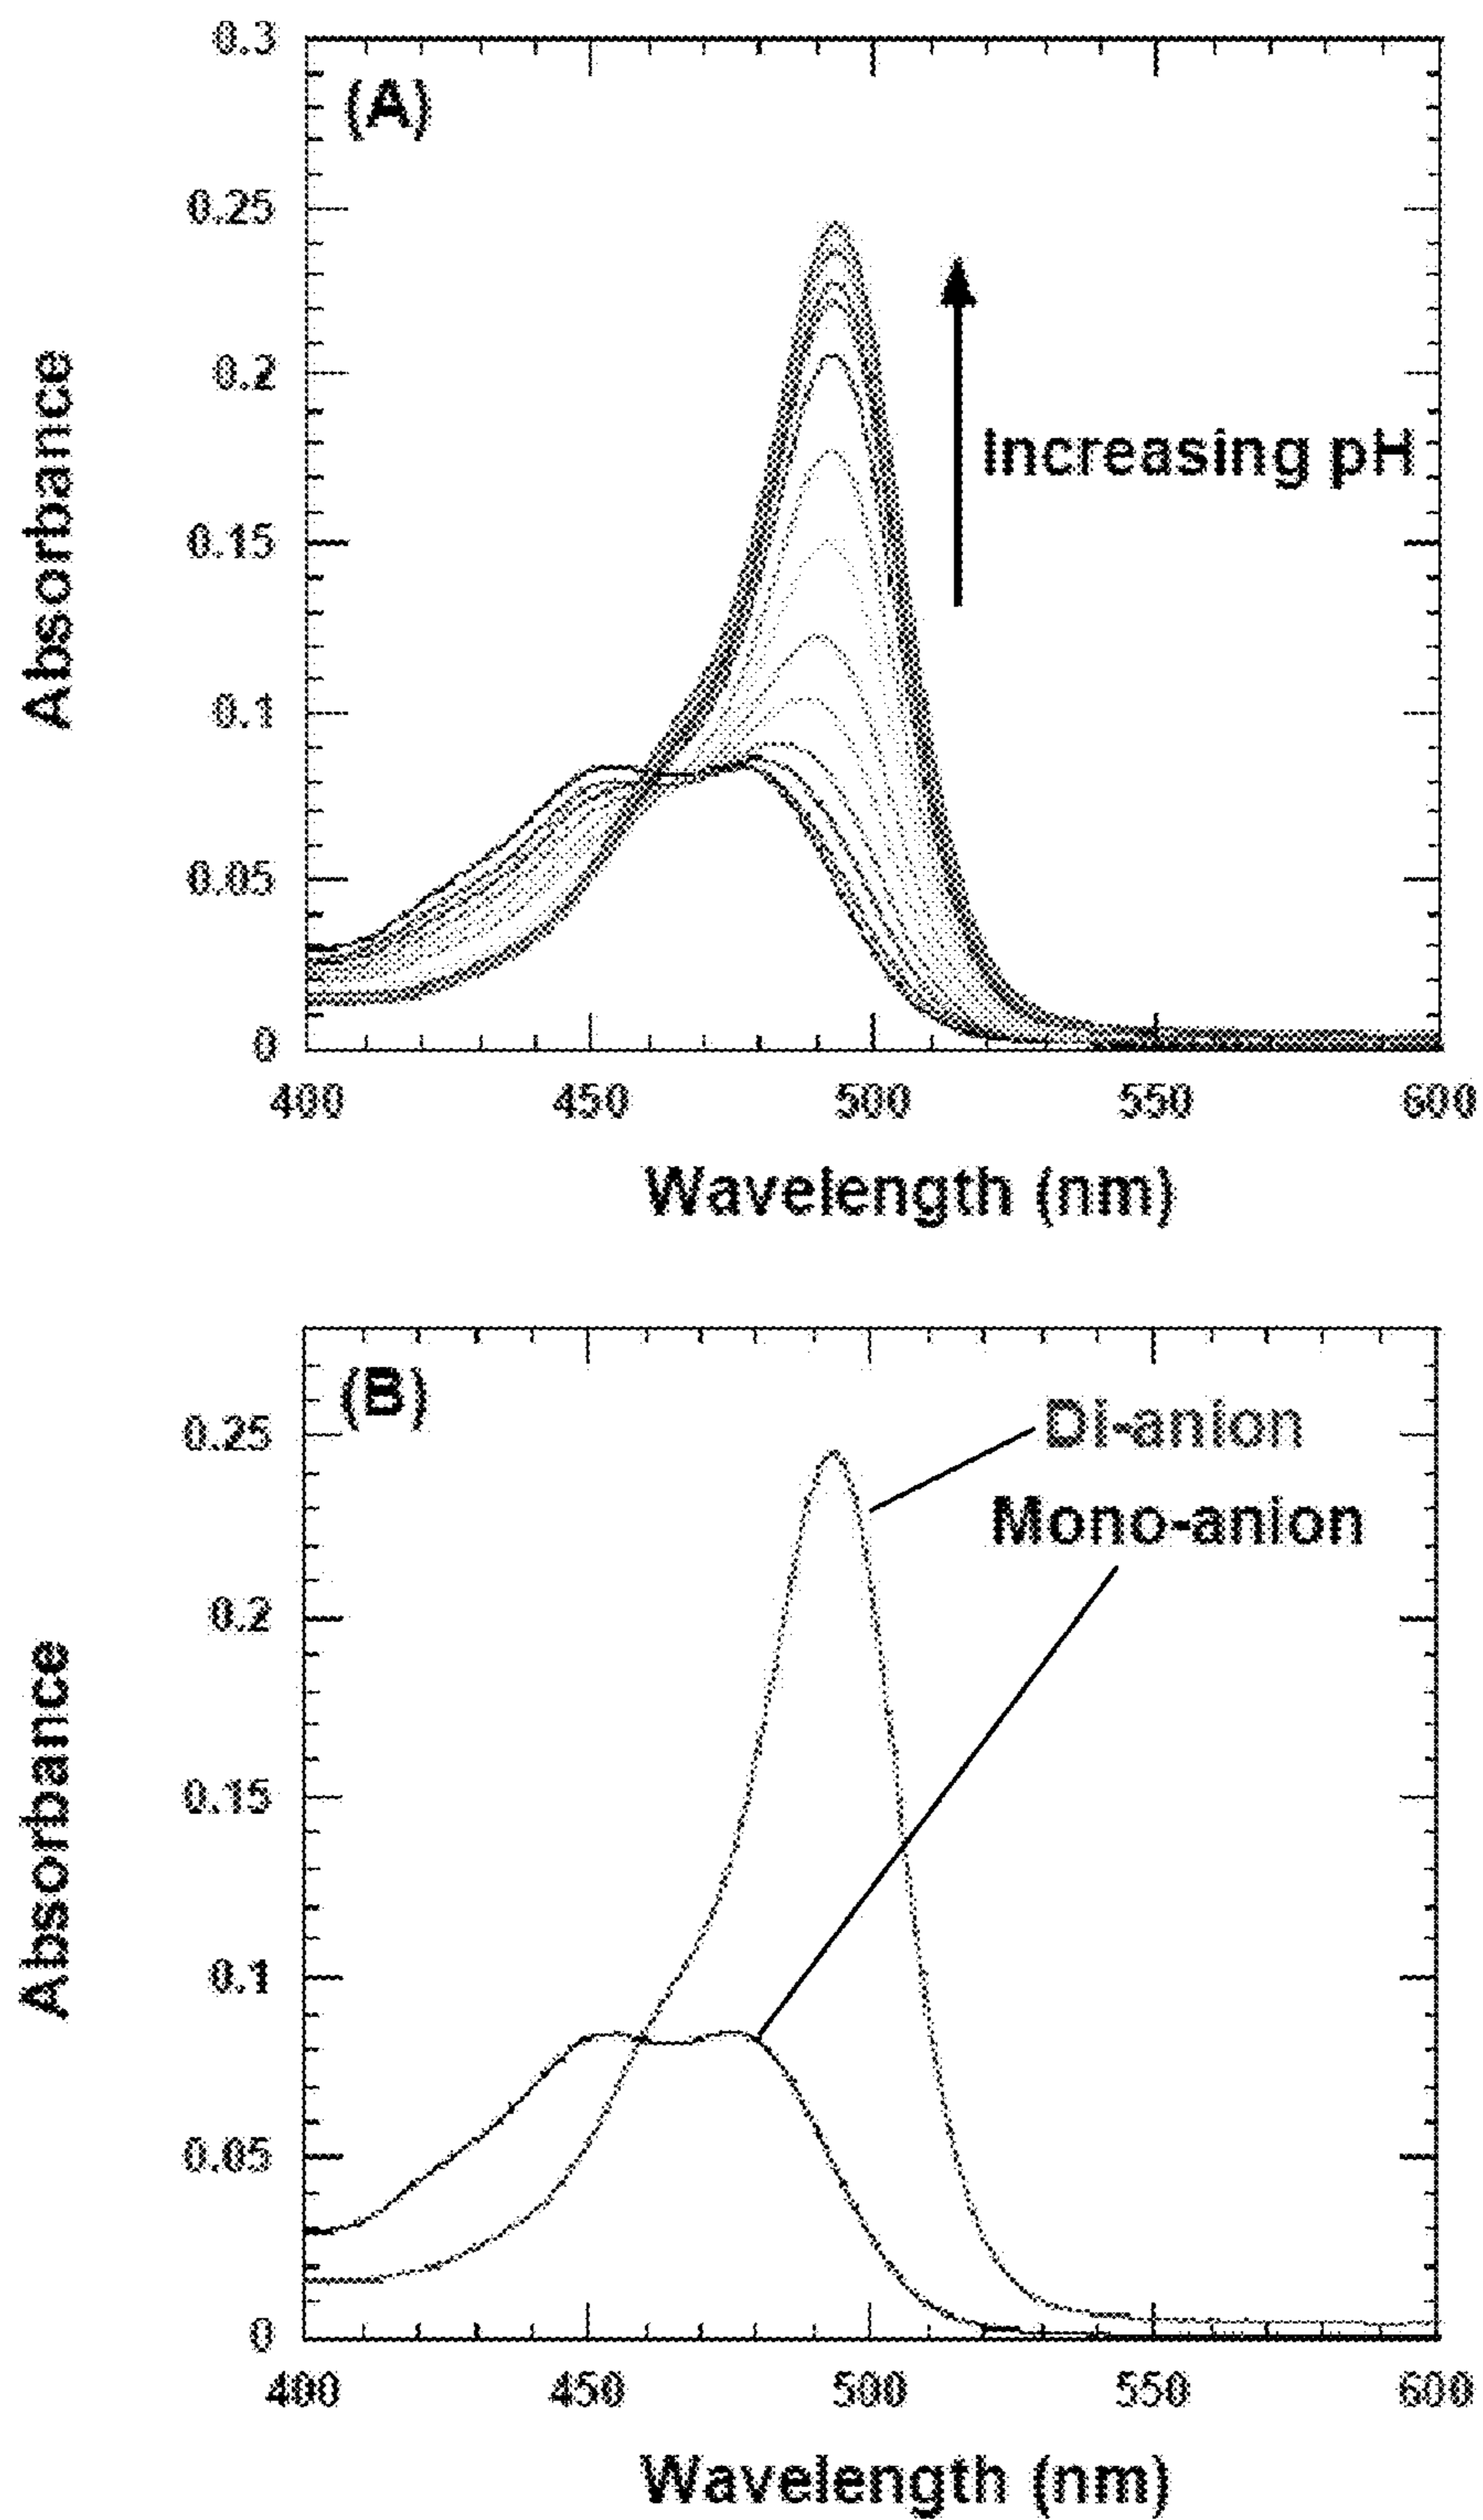 0.3
(A)
0.25
0.2
Increasing pH
0.15
0.1
0.05
0
Absorbance
400 450 500 550 600
Wavelength (nm)
(B)
Di-anion
0.25
Mono-anion
0.2
0.15
0.1
0.05
0
Absorbance
400 450 500 550 600
Wavelength (nm)